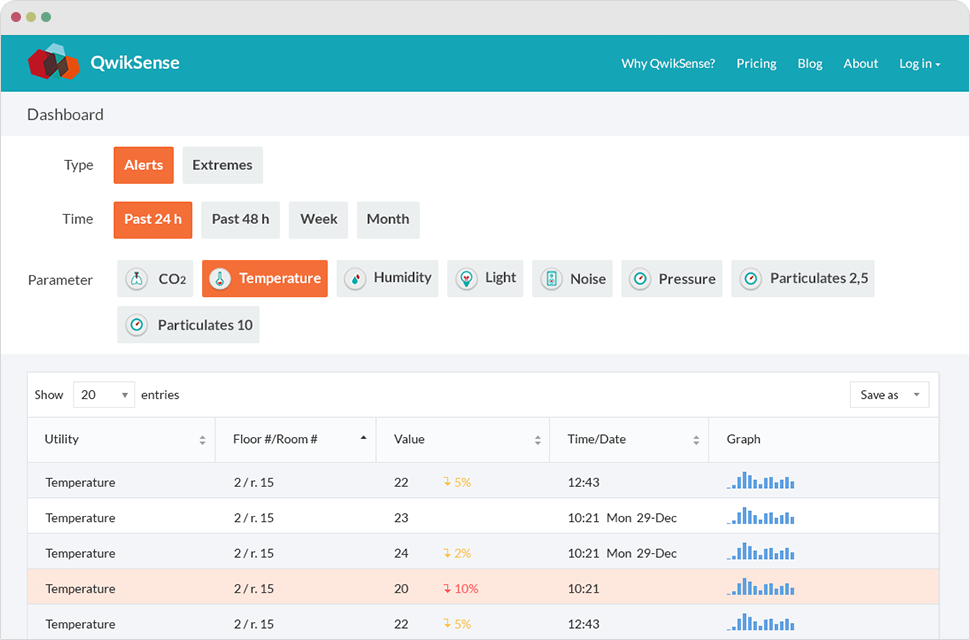 QwikSense Why QwikSense? Pricing Blog About Log in
Dashboard
Type Alerts Extremes
Time Past 24 h Past 48 h Week Month
Parameter CO2 Temperature Humidity Light Noise Pressure Particulates 2,5
Particulates 10
Show 20 entries Save as
Utility Floor #/Room # Value Time/Date Graph
Temperature 2 / r. 15 22 5% 12:43
Temperature 2 / r. 15 23 10:21 Mon 29-Dec
Temperature 2 / r. 15 24 2% 10:21 Mon 29-Dec
Temperature 2 / r. 15 20 10% 10:21
Temperature 2 / r. 15 22 5% 12:43